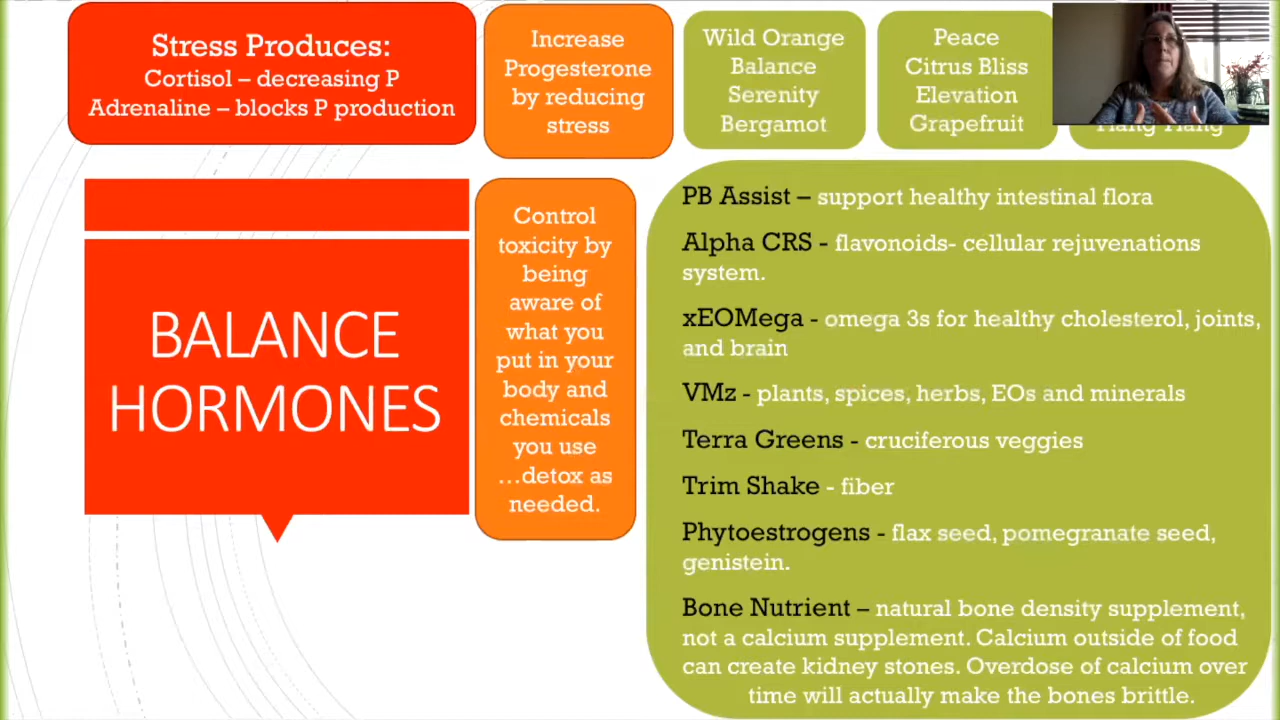 Stress Produces:
Cortisol – decreasing P
Adrenaline – blocks P production
Increase
Progesterone
by reducing
stress
Wild Orange
Balance
Serenity
Bergamot
Peace
Citrus Bliss
Elevation
Grapefruit
BALANCE
HORMONES
Control
toxicity by
being
aware of
what you
put in your
body and
chemicals
you use
…detox as
needed.
PB Assist – support healthy intestinal flora
Alpha CRS - flavonoids- cellular rejuvenations
system.
xEOMega - omega 3s for healthy cholesterol, joints,
and brain
VMz - plants, spices, herbs, EOs and minerals
Terra Greens - cruciferous veggies
Trim Shake - fiber
Phytoestrogens - flax seed, pomegranate seed,
genistein.
Bone Nutrient – natural bone density supplement,
not a calcium supplement. Calcium outside of food
can create kidney stones. Overdose of calcium over
time will actually make the bones brittle.